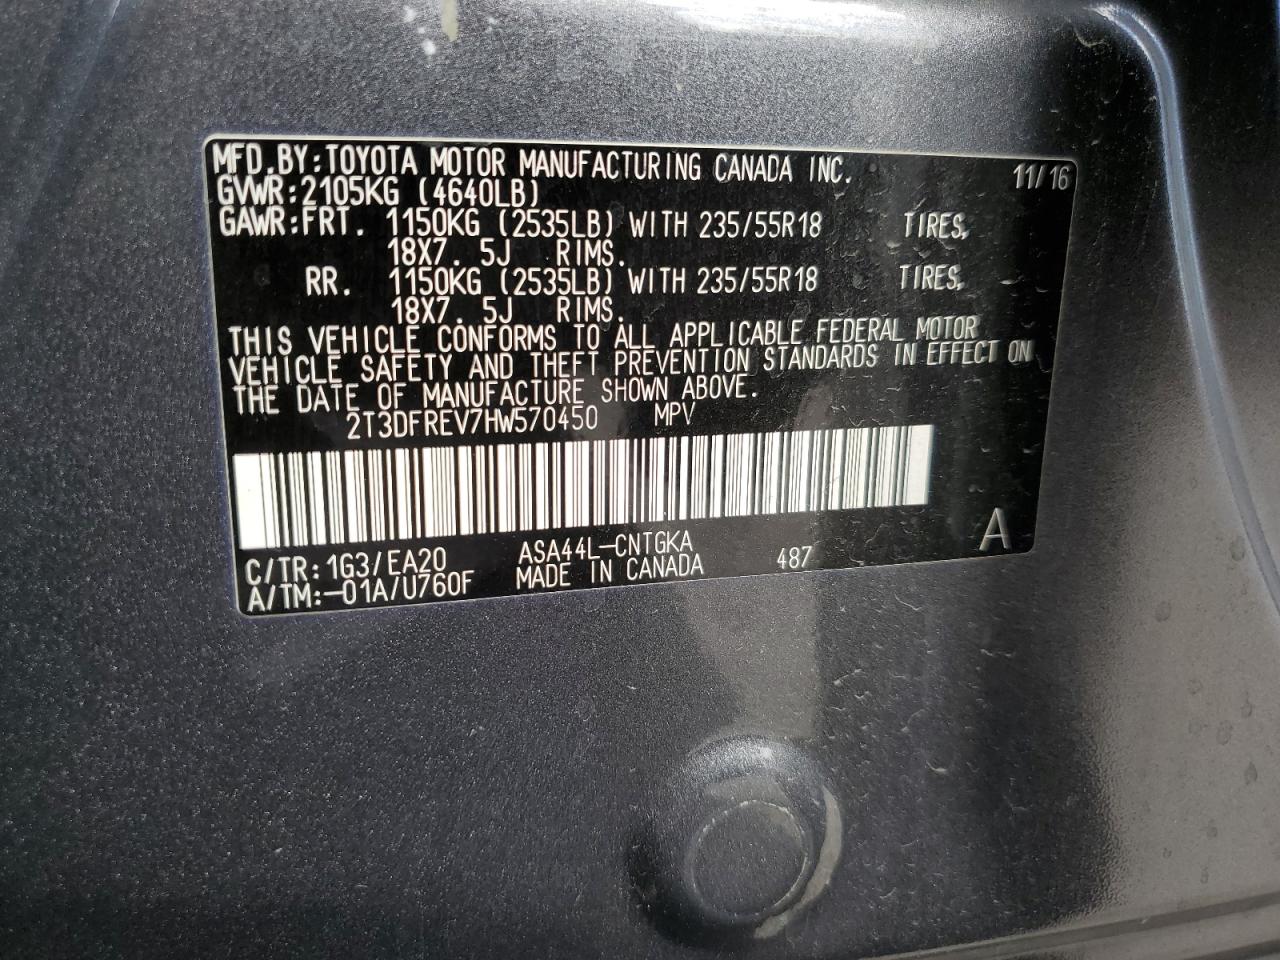 MFD.BY:TOYOTA MOTOR MANUFACTURING CANADA INC. 11/16
GVWR:2105KG (4640LB)
GAWR:FRT. 1150KG (2535LB) WITH 235/55R18 TIRES,
18X7.5J RIMS.
RR. 1150KG (2535LB) WITH 235/55R18 TIRES,
18X7.5J RIMS.
THIS VEHICLE CONFORMS TO ALL APPLICABLE FEDERAL MOTOR
VEHICLE SAFETY AND THEFT PREVENTION STANDARDS IN EFFECT ON
THE DATE OF MANUFACTURE SHOWN ABOVE.
2T3DFREV7HW570450 MPV
C/TR: 1G3/EA20 ASA44L-CNTGKA 487 A
A/TM:-01A/U760F MADE IN CANADA